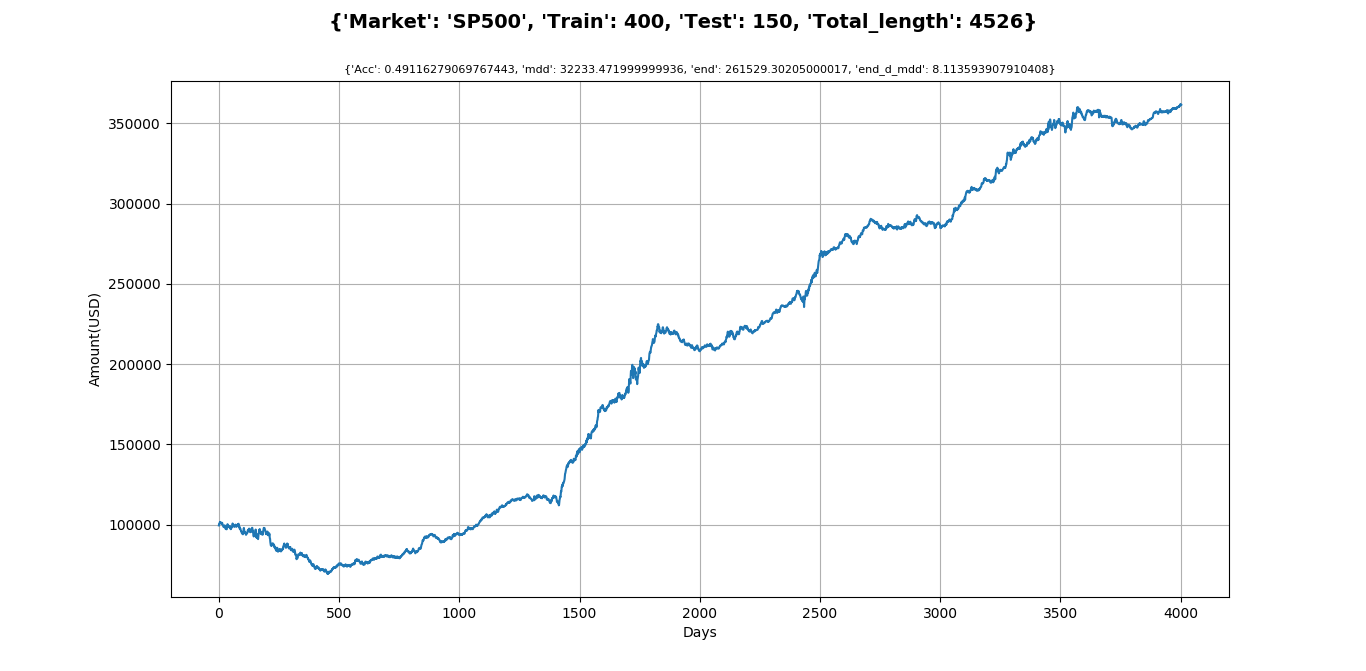 {'Market': 'SP500', 'Train': 400, 'Test': 150, 'Total_length': 4526}
{'Acc': 0.49116279069767443, 'mdd': 32233.471999999936, 'end': 261529.30205000017, 'end_d_mdd': 8.113593907910408}
350000
300000
250000
200000
150000
100000
Amount(USD)
0 500 1000 1500 2000 2500 3000 3500 4000
Days